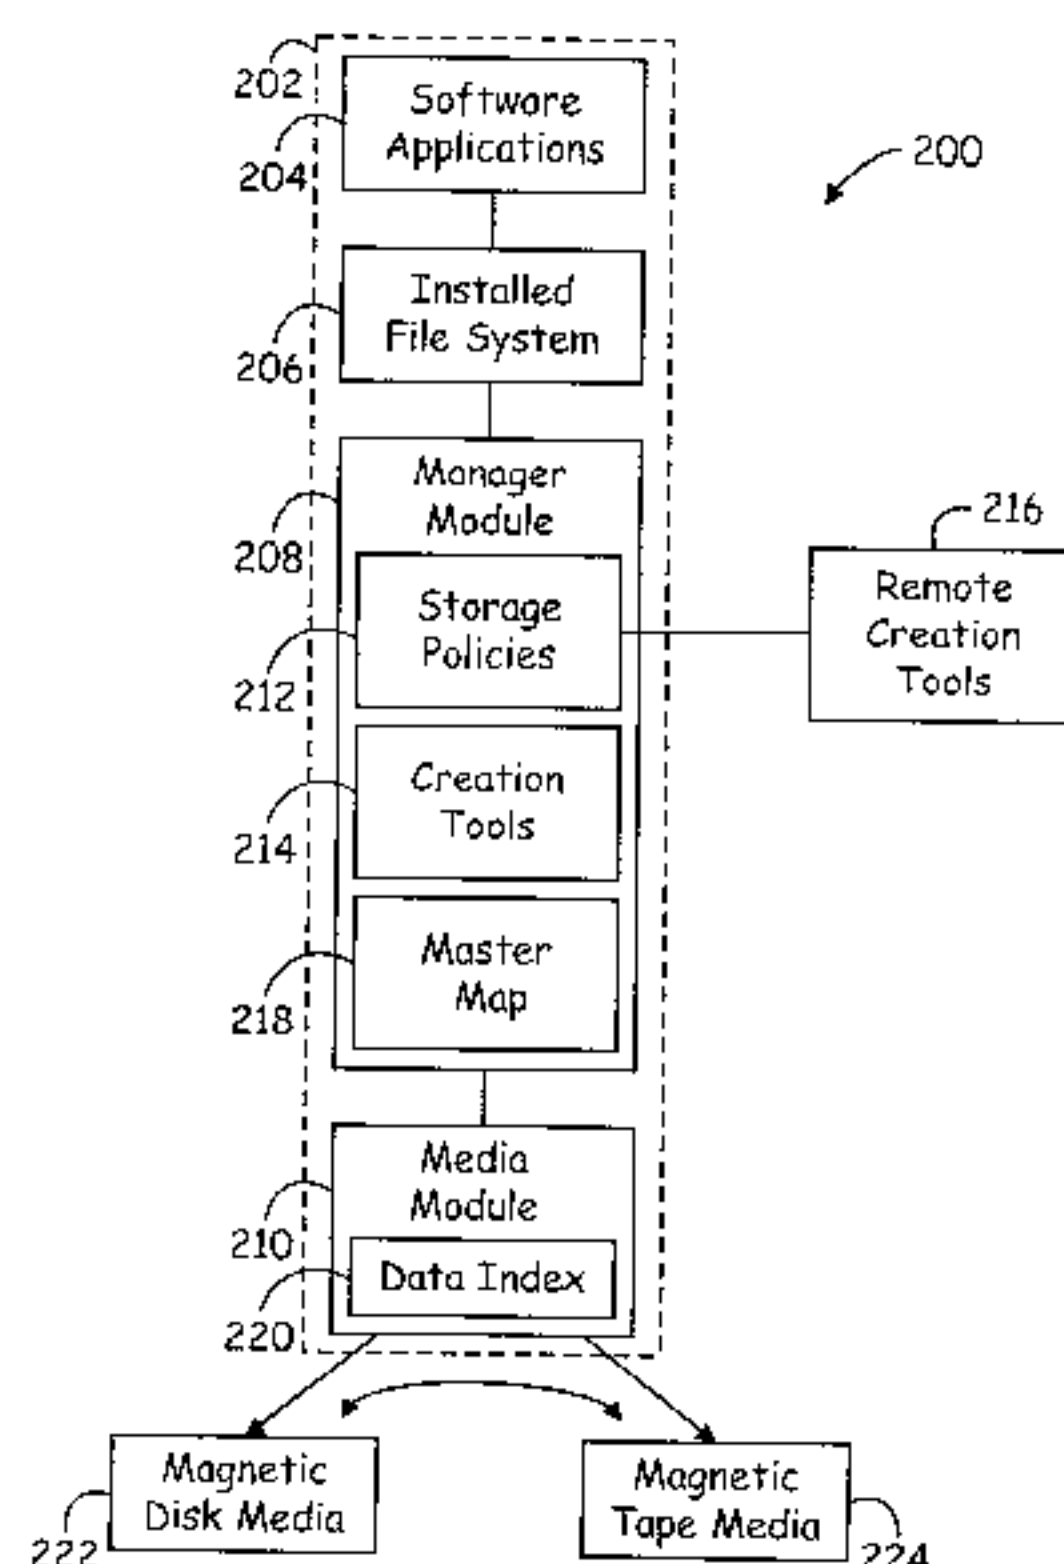 202
Software
Applications
204
200
Installed
File System
206
Manager
Module
208
216
Storage
Policies
212
Remote
Creation
Tools
Creation
Tools
214
Master
Map
218
Media
Module
210
Data Index
220
Magnetic
Disk Media
222
Magnetic
Tape Media
224